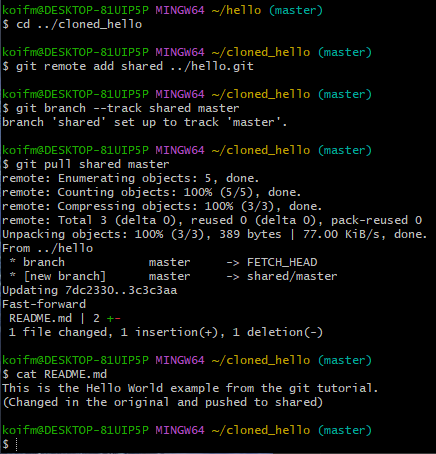 koifm@DESKTOP-81UIP5P MINGW64 ~/hello (master)
$ cd ../cloned_hello
koifm@DESKTOP-81UIP5P MINGW64 ~/cloned_hello (master)
$ git remote add shared ../hello.git
koifm@DESKTOP-81UIP5P MINGW64 ~/cloned_hello (master)
$ git branch --track shared master
branch 'shared' set up to track 'master'.
koifm@DESKTOP-81UIP5P MINGW64 ~/cloned_hello (master)
$ git pull shared master
remote: Enumerating objects: 5, done.
remote: Counting objects: 100% (5/5), done.
remote: Compressing objects: 100% (3/3), done.
remote: Total 3 (delta 0), reused 0 (delta 0), pack-reused 0
Unpacking objects: 100% (3/3), 389 bytes | 77.00 KiB/s, done.
From ../hello
 * branch            master     -> FETCH_HEAD
 * [new branch]      master     -> shared/master
Updating 7dc2330..3c3c3aa
Fast-forward
 README.md | 2 +-
 1 file changed, 1 insertion(+), 1 deletion(-)
koifm@DESKTOP-81UIP5P MINGW64 ~/cloned_hello (master)
$ cat README.md
This is the Hello World example from the git tutorial.
(Changed in the original and pushed to shared)
koifm@DESKTOP-81UIP5P MINGW64 ~/cloned_hello (master)
$